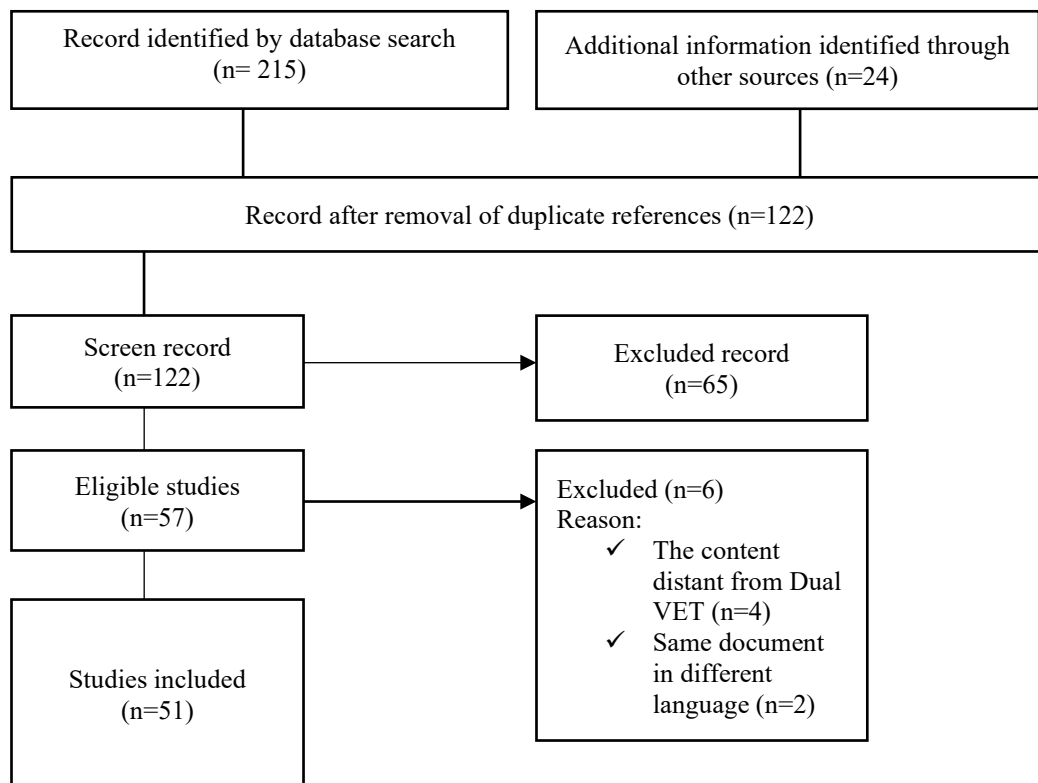 Record identified by database search
(n= 215)
Additional information identified through
other sources (n=24)
Record after removal of duplicate references (n=122)
Screen record
(n=122)
Excluded record
(n=65)
Eligible studies
(n=57)
Excluded (n=6)
Reason:
✓ The content
distant from Dual
VET (n=4)
✓ Same document
in different
language (n=2)
Studies included
(n=51)